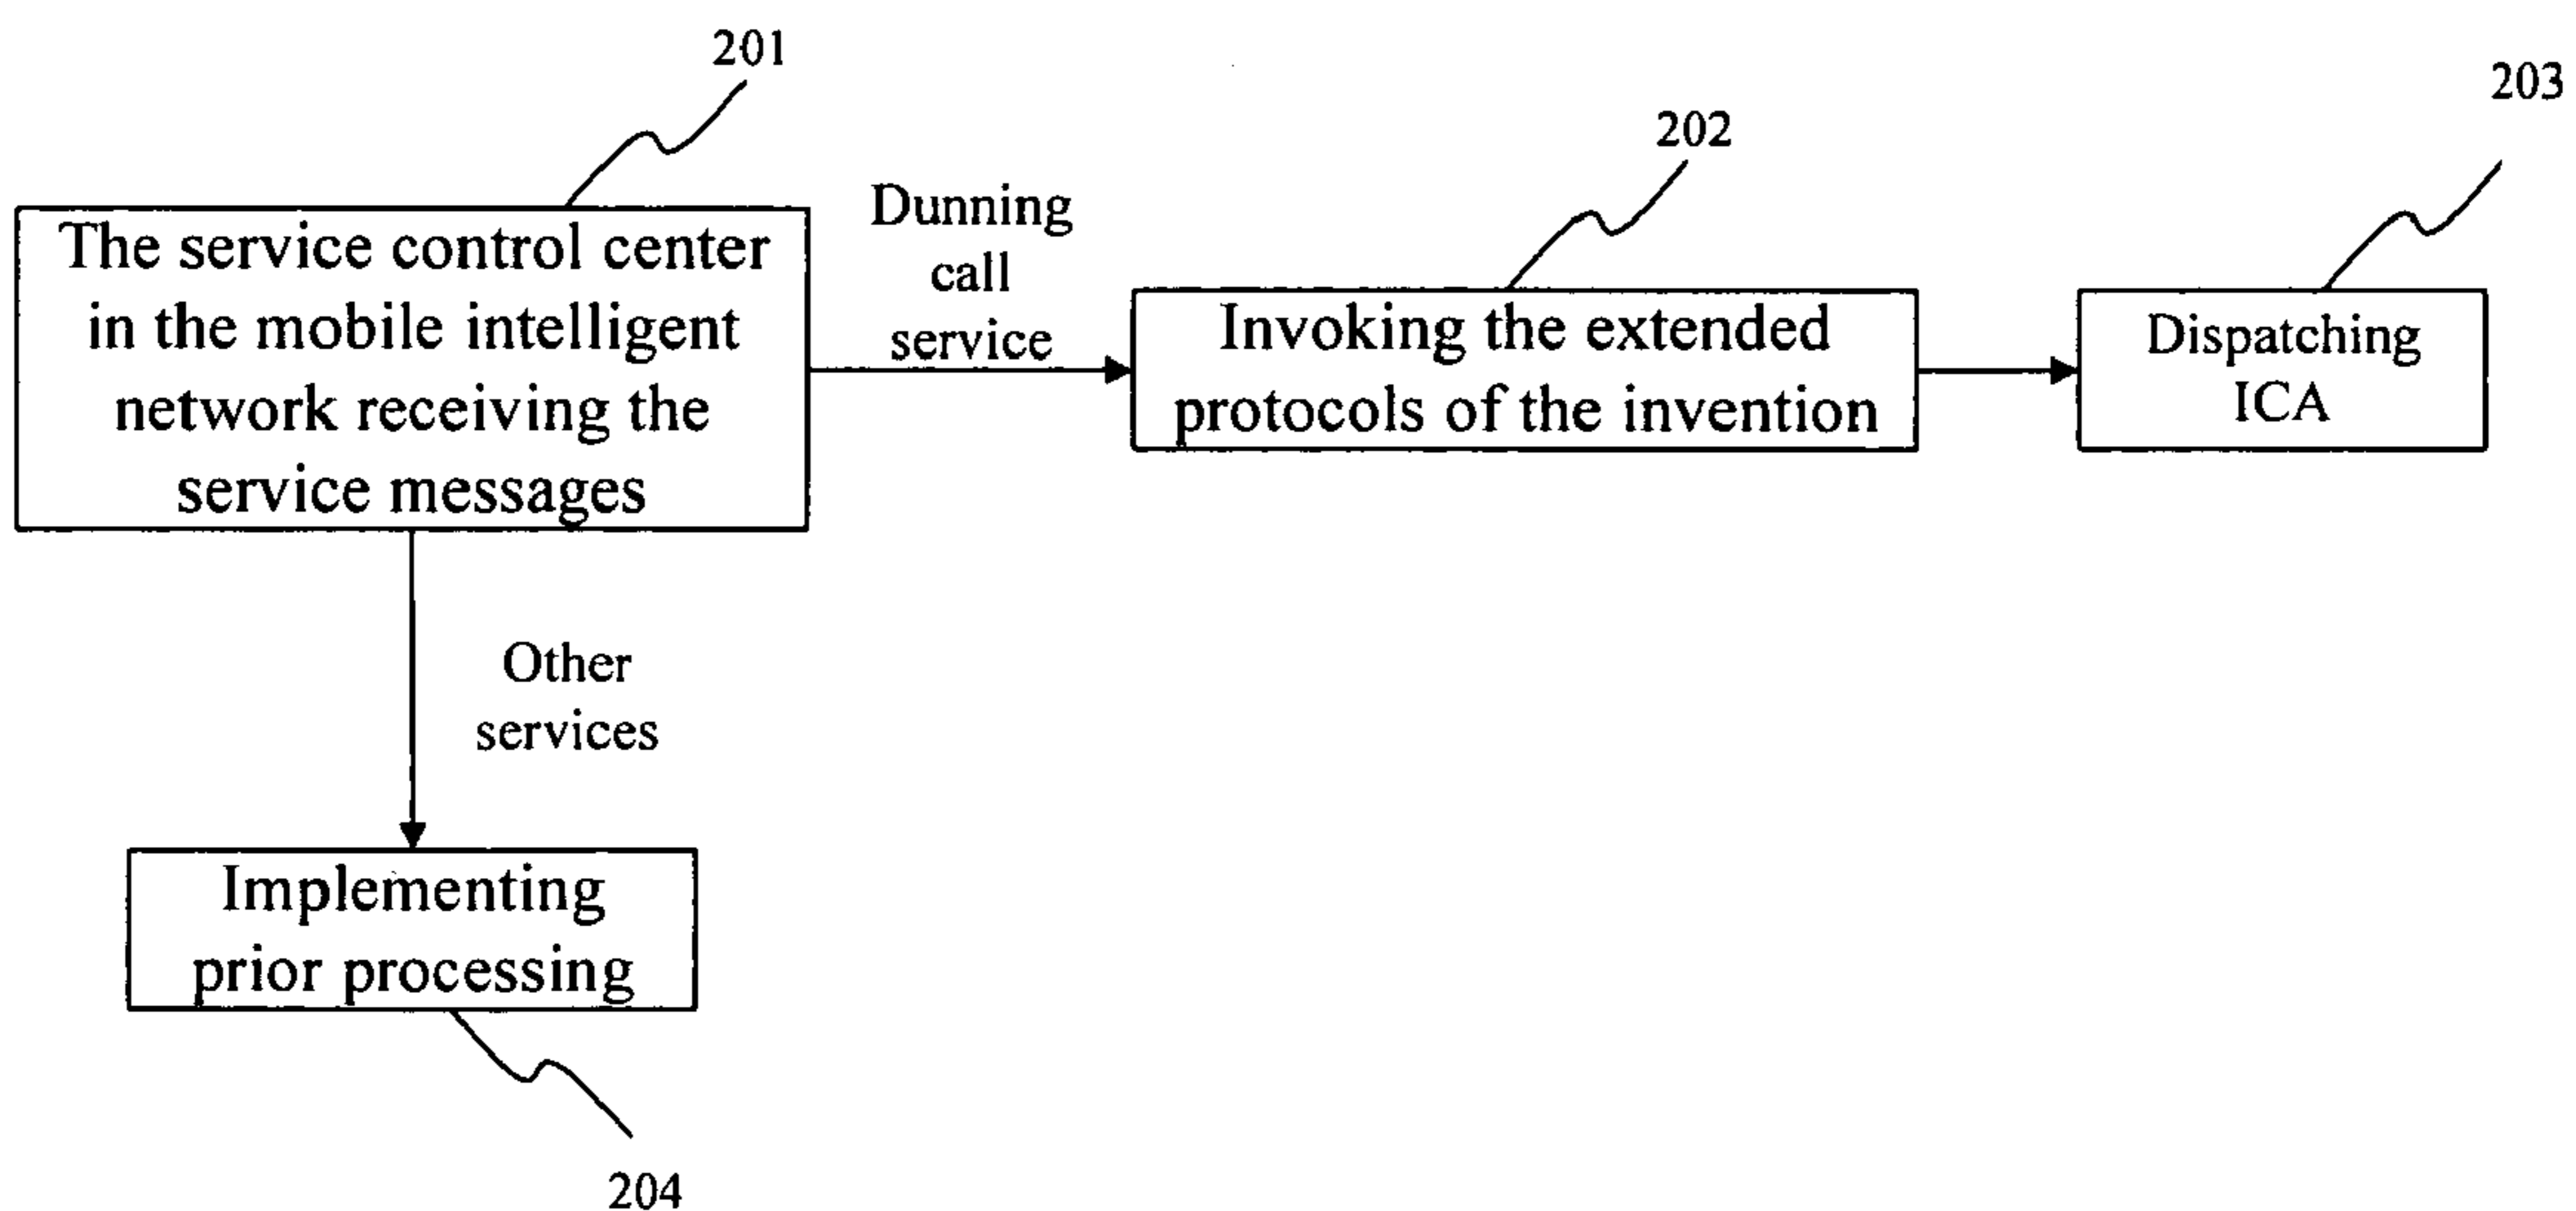 201
The service control center
in the mobile intelligent
network receiving the
service messages
Dunning
call
service
202
Invoking the extended
protocols of the invention
203
Dispatching
ICA
Other
services
Implementing
prior processing
204